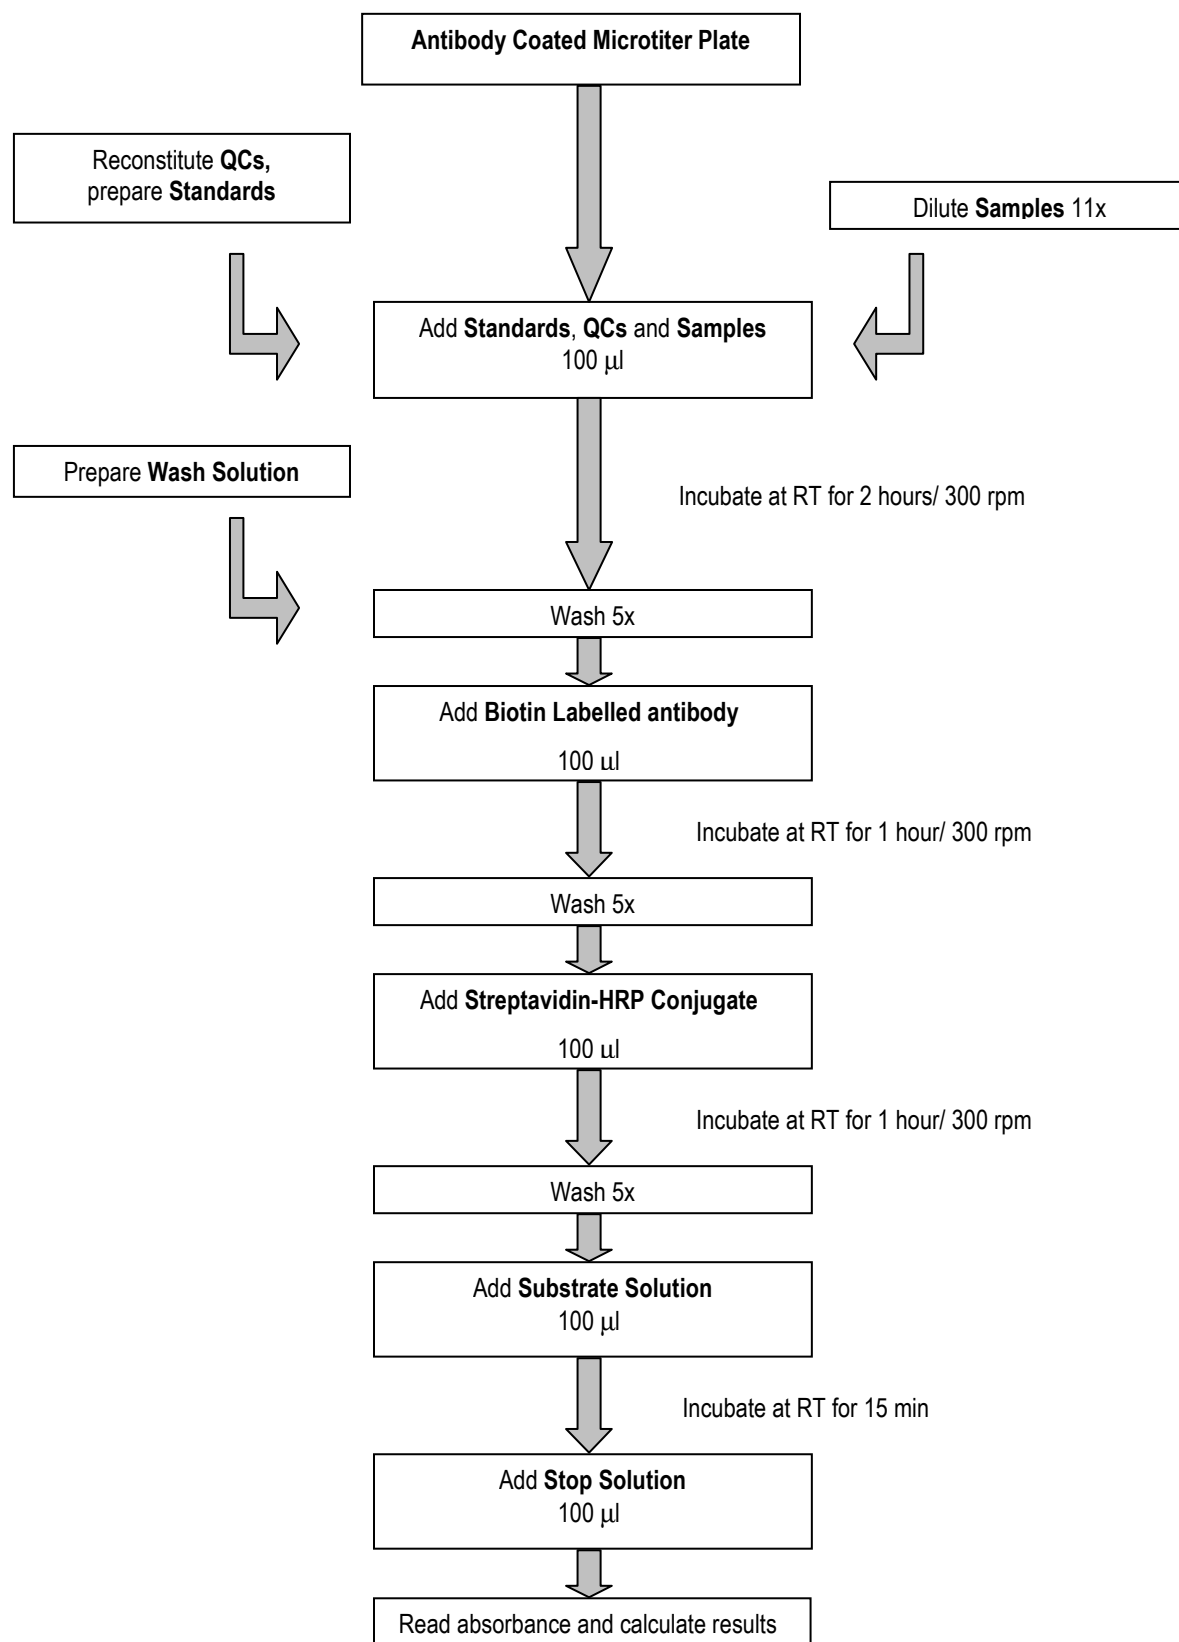 Antibody Coated Microtiter Plate
Reconstitute QCs,
prepare Standards
Dilute Samples 11x
Add Standards, QCs and Samples
100 µl
Prepare Wash Solution
Incubate at RT for 2 hours/ 300 rpm
Wash 5x
Add Biotin Labelled antibody
100 µl
Incubate at RT for 1 hour/ 300 rpm
Wash 5x
Add Streptavidin-HRP Conjugate
100 µl
Incubate at RT for 1 hour/ 300 rpm
Wash 5x
Add Substrate Solution
100 µl
Incubate at RT for 15 min
Add Stop Solution
100 µl
Read absorbance and calculate results